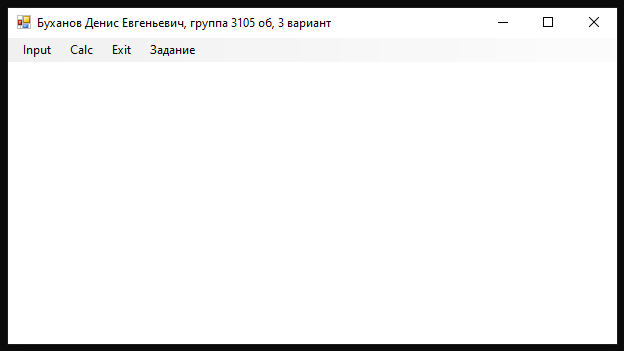 Буханов Денис Евгеньевич, группа 3105 об, 3 вариант
Input Calc Exit Задание